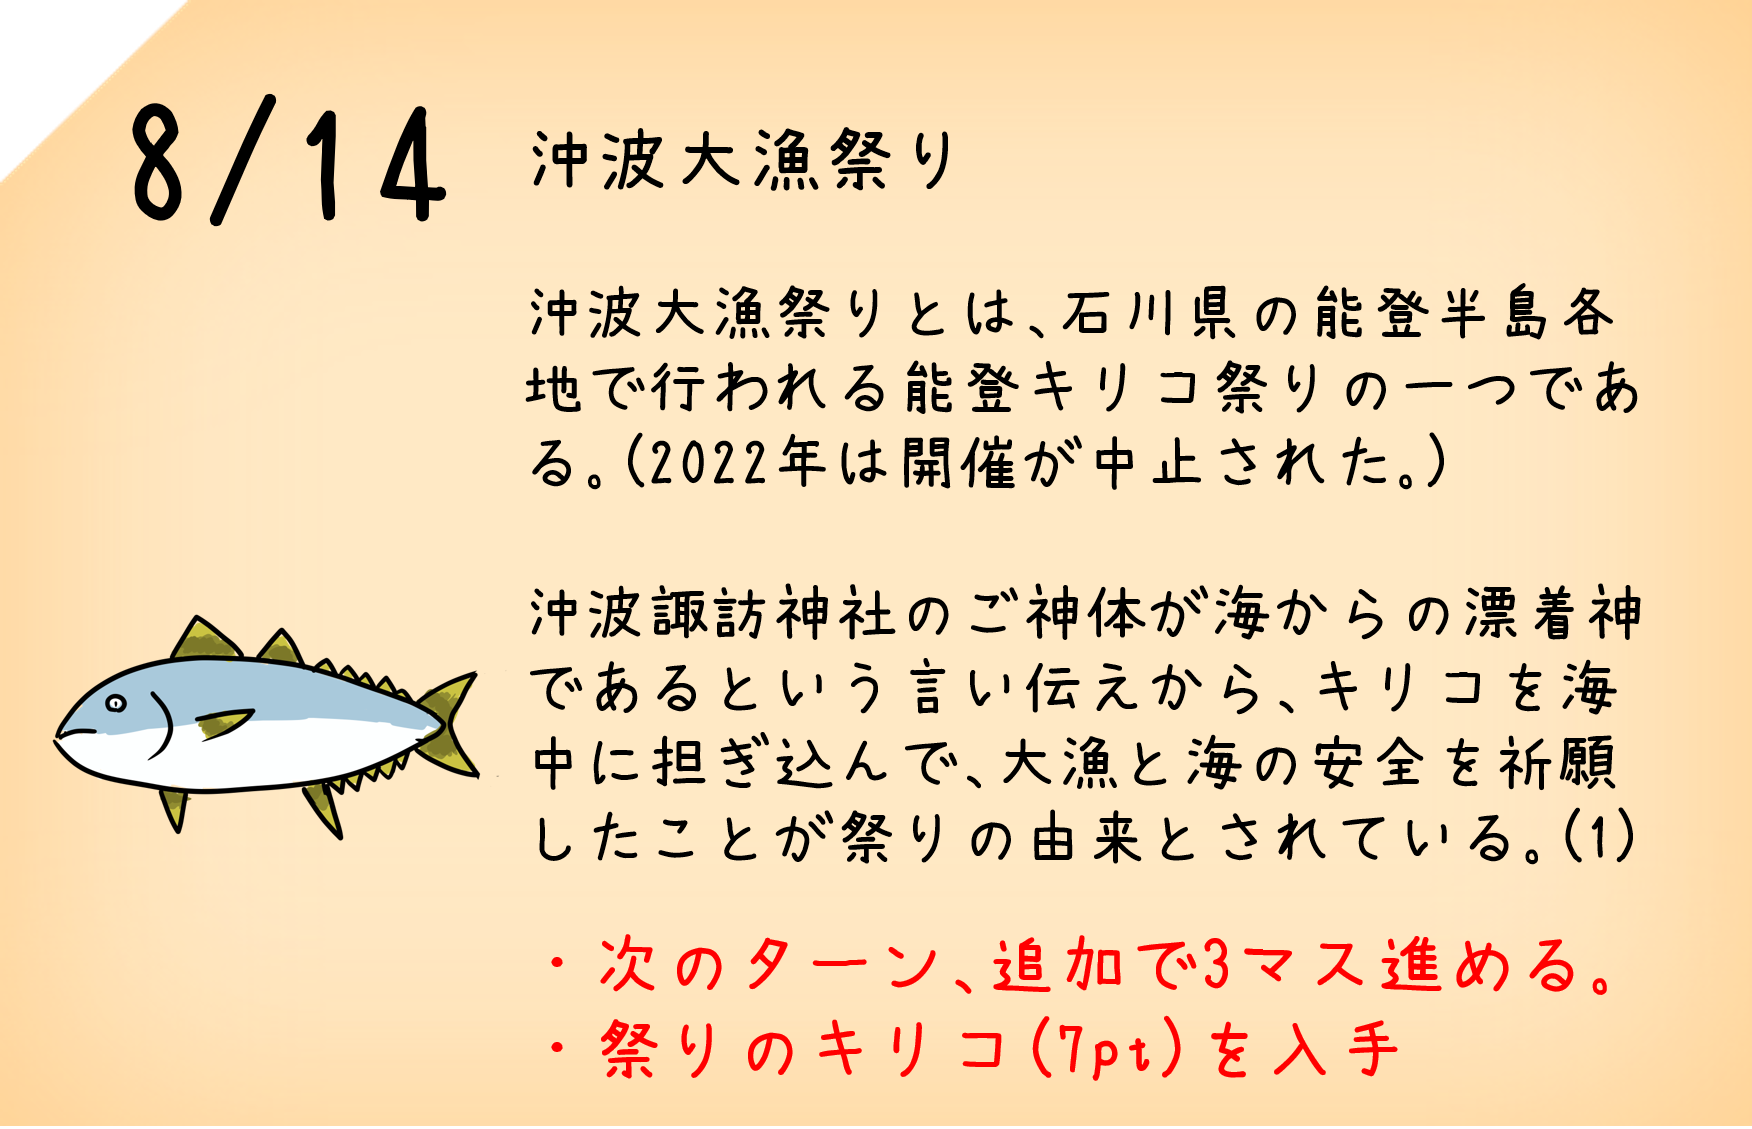 8/14
沖波大漁祭り
沖波大漁祭りとは、石川県の能登半島各
地で行われる能登キリコ祭りの一つであ
る。(2022年は開催が中止された。)
沖波諏訪神社のご神体が海からの漂着神
であるという言い伝えから、キリコを海
中に担ぎ込んで、大漁と海の安全を祈願
したことが祭りの由来とされている。(1)
・次のターン、追加で3マス進める。
・祭りのキリコ(7pt)を入手